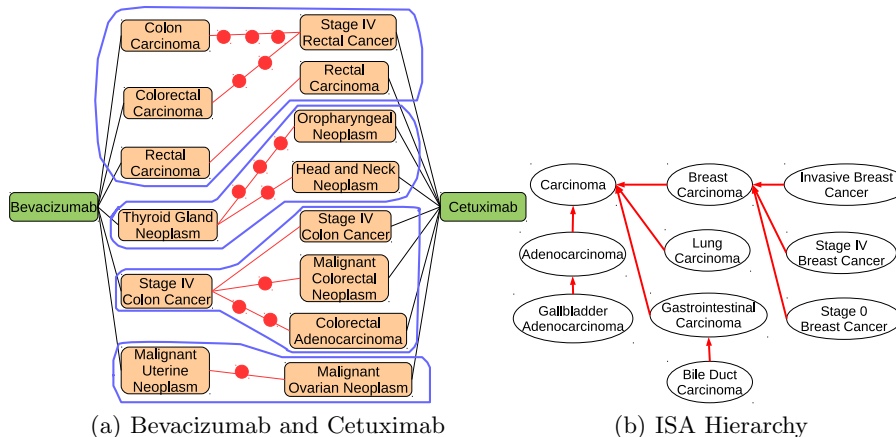 Colon
Carcinoma
Stage IV
Rectal Cancer
Colorectal
Carcinoma
Rectal
Carcinoma
Rectal
Carcinoma
Oropharyngeal
Neoplasm
Head and Neck
Neoplasm
Bevacizumab
Cetuximab
Thyroid Gland
Neoplasm
Stage IV
Colon Cancer
Stage IV
Colon Cancer
Malignant
Colorectal
Neoplasm
Colorectal
Adenocarcinoma
Malignant
Uterine
Neoplasm
Malignant
Ovarian Neoplasm
(a) Bevacizumab and Cetuximab
Carcinoma
Breast
Carcinoma
Invasive Breast
Cancer
Adenocarcinoma
Lung
Carcinoma
Stage IV
Breast Cancer
Gallbladder
Adenocarcinoma
Gastrointestinal
Carcinoma
Stage 0
Breast Cancer
Bile Duct
Carcinoma
(b) ISA Hierarchy